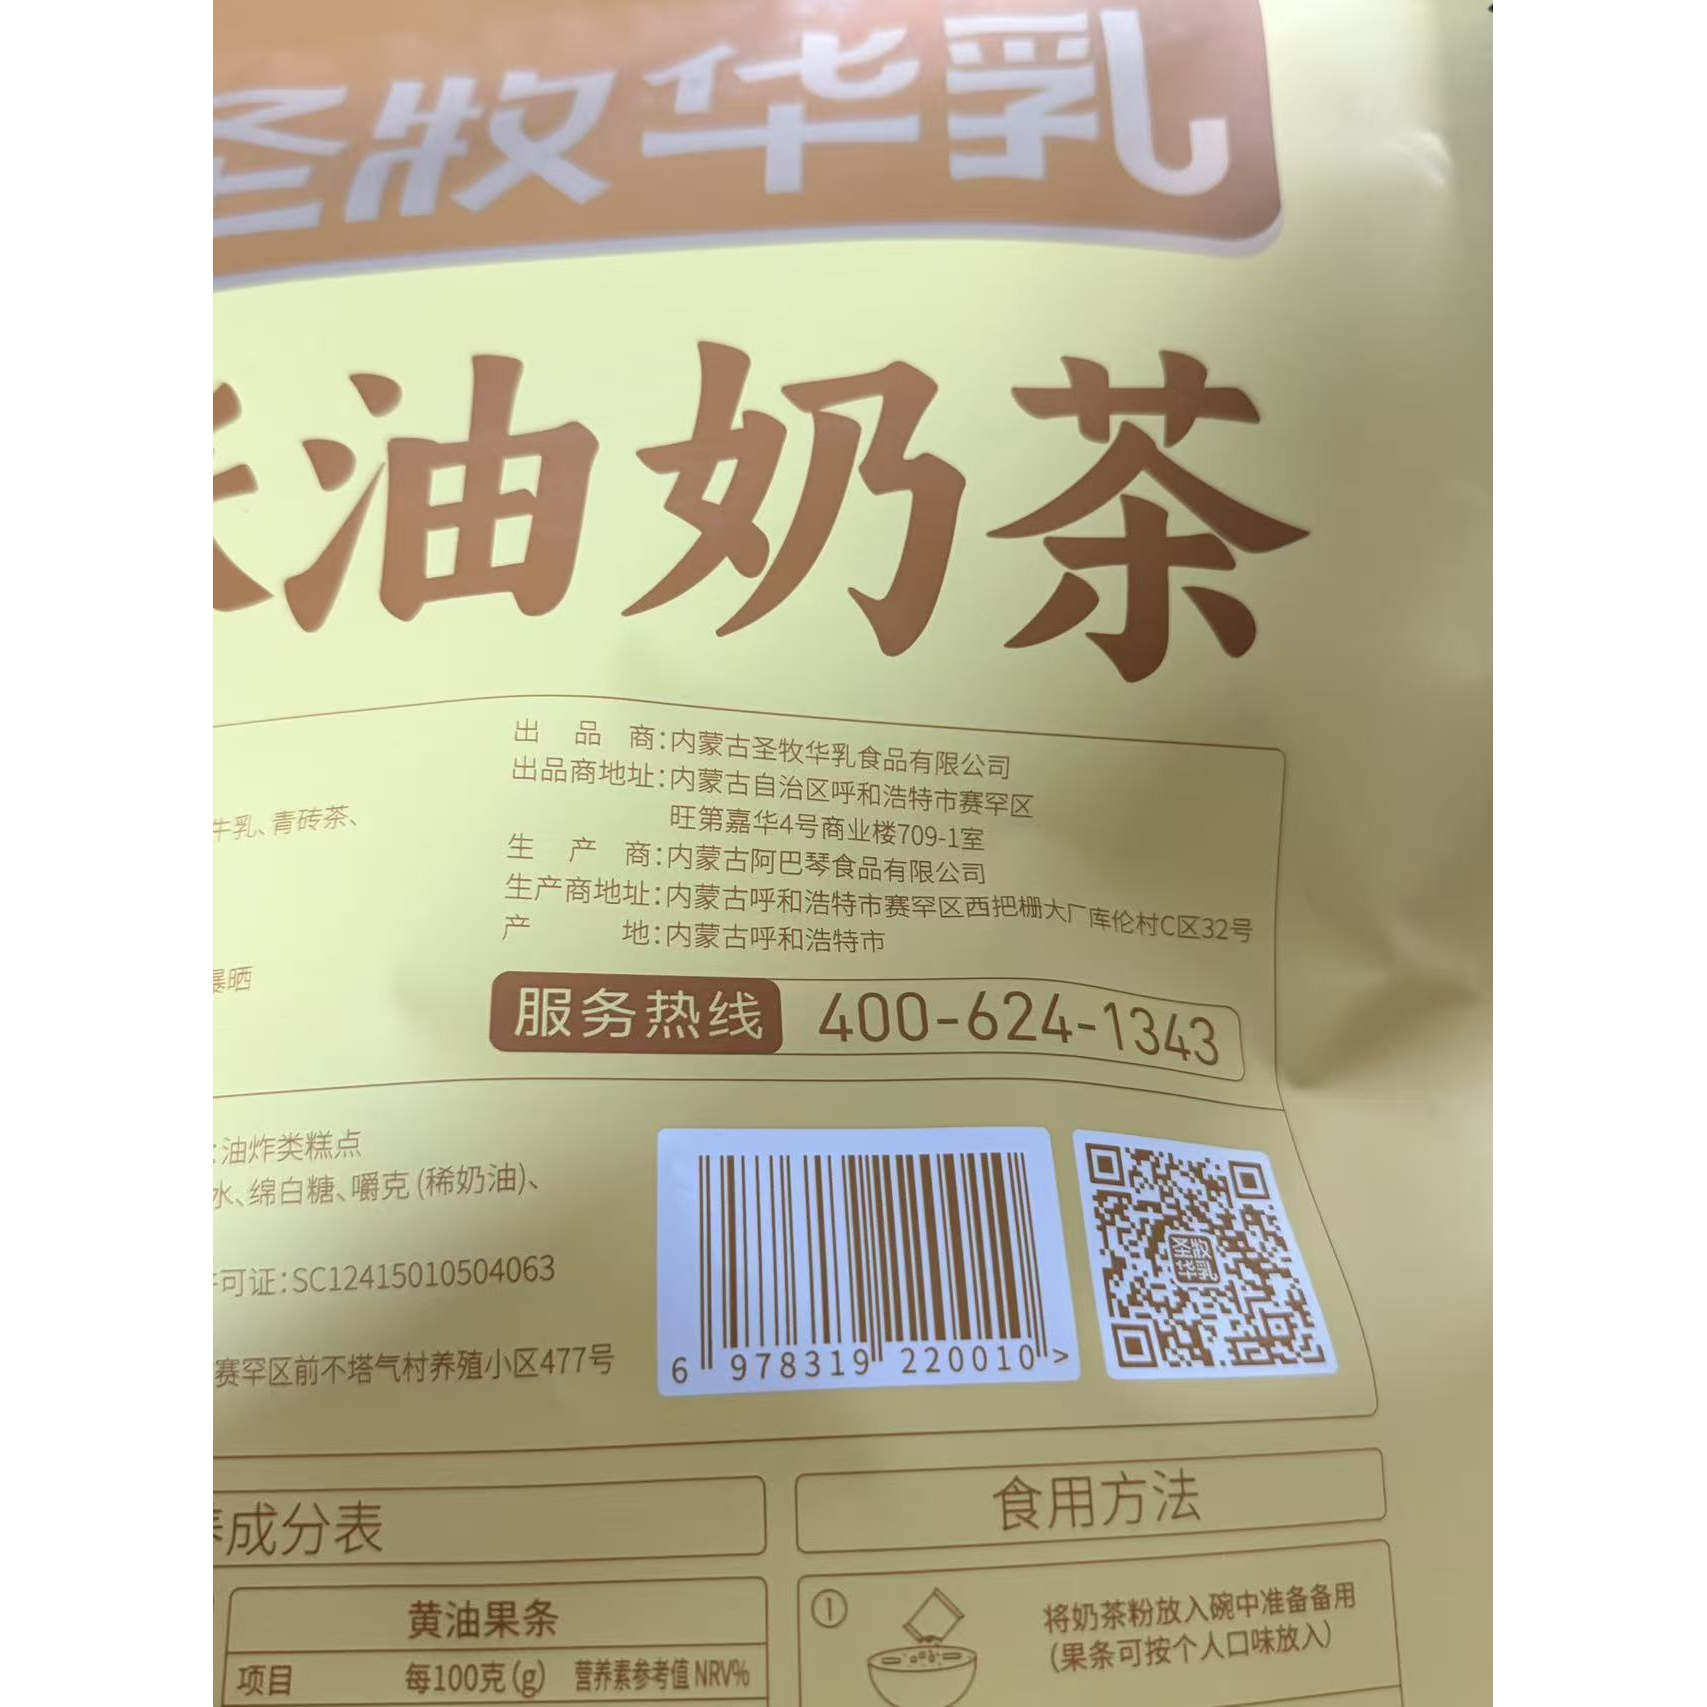 圣牧华乳
油奶茶
出品商:内蒙古圣牧华乳食品有限公司
出品商地址:内蒙古自治区呼和浩特市赛罕区
旺第嘉华4号商业楼709-1室
生产商:内蒙古阿巴琴食品有限公司
生产商地址:内蒙古呼和浩特市赛罕区西把栅大厂库伦村C区32号
产地:内蒙古呼和浩特市
牛乳、青砖茶、
暴晒
服务热线 400-624-1343
:油炸类糕点
水、绵白糖、嚼克(稀奶油)、
许可证:SC12415010504063
赛罕区前不塔气村养殖小区477号
6 978319 220010 >
圣牧
华乳
养成分表
食用方法
黄油果条
项目 每100克(g) 营养素参考值NRV%
① 将奶茶粉放入碗中准备备用
(果条可按个人口味放入)